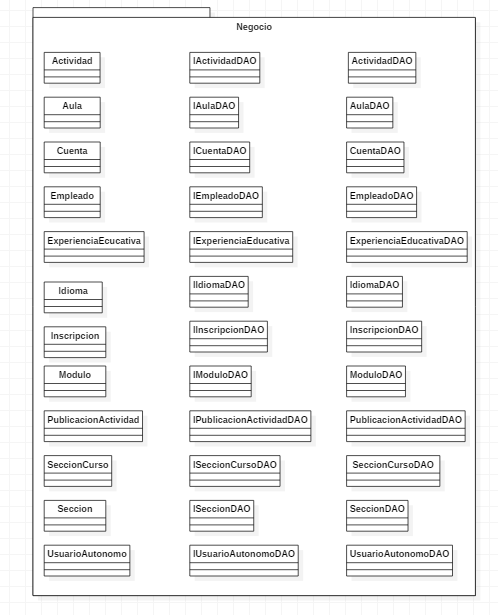 Negocio
Actividad IActividadDAO ActividadDAO
Aula IAulaDAO AulaDAO
Cuenta ICuentaDAO CuentaDAO
Empleado IEmpleadoDAO EmpleadoDAO
ExperienciaEcucativa IExperienciaEducativa ExperienciaEducativaDAO
Idioma IIdiomaDAO IdiomaDAO
Inscripcion IInscripcionDAO InscripcionDAO
Modulo IModuloDAO ModuloDAO
PublicacionActividad IPublicacionActividadDAO PublicacionActividadDAO
SeccionCurso ISeccionCursoDAO SeccionCursoDAO
Seccion ISeccionDAO SeccionDAO
UsuarioAutonomo IUsuarioAutonomoDAO UsuarioAutonomoDAO